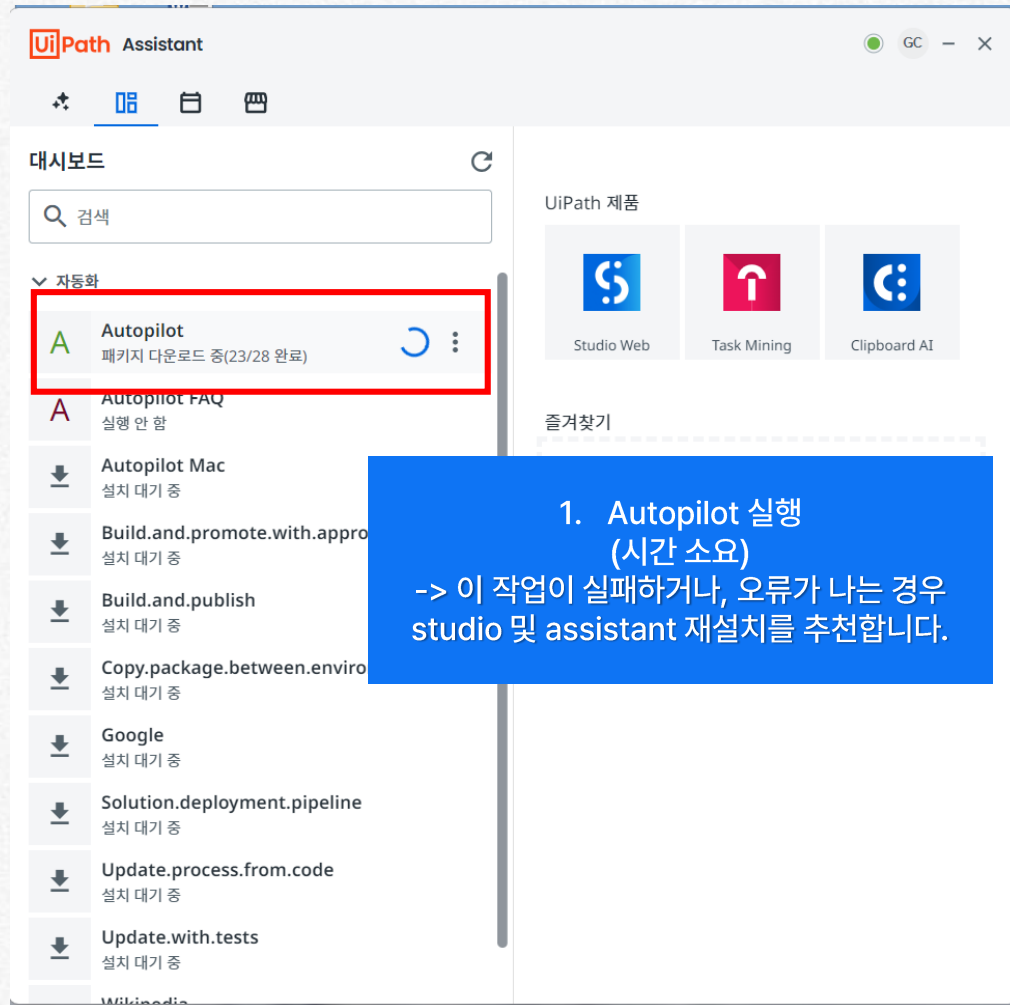 UiPath Assistant
GC
대시보드
검색
자동화
Autopilot
패키지 다운로드 중(23/28 완료)
Autopilot FAQ
실행 안 함
Autopilot Mac
설치 대기 중
Build.and.promote.with.appro
설치 대기 중
Build.and.publish
설치 대기 중
Copy.package.between.enviro
설치 대기 중
Google
설치 대기 중
Solution.deployment.pipeline
설치 대기 중
Update.process.from.code
설치 대기 중
Update.with.tests
설치 대기 중
Wikipedia
UiPath 제품
Studio Web
Task Mining
Clipboard AI
즐겨찾기
1. Autopilot 실행
(시간 소요)
-> 이 작업이 실패하거나, 오류가 나는 경우
studio 및 assistant 재설치를 추천합니다.